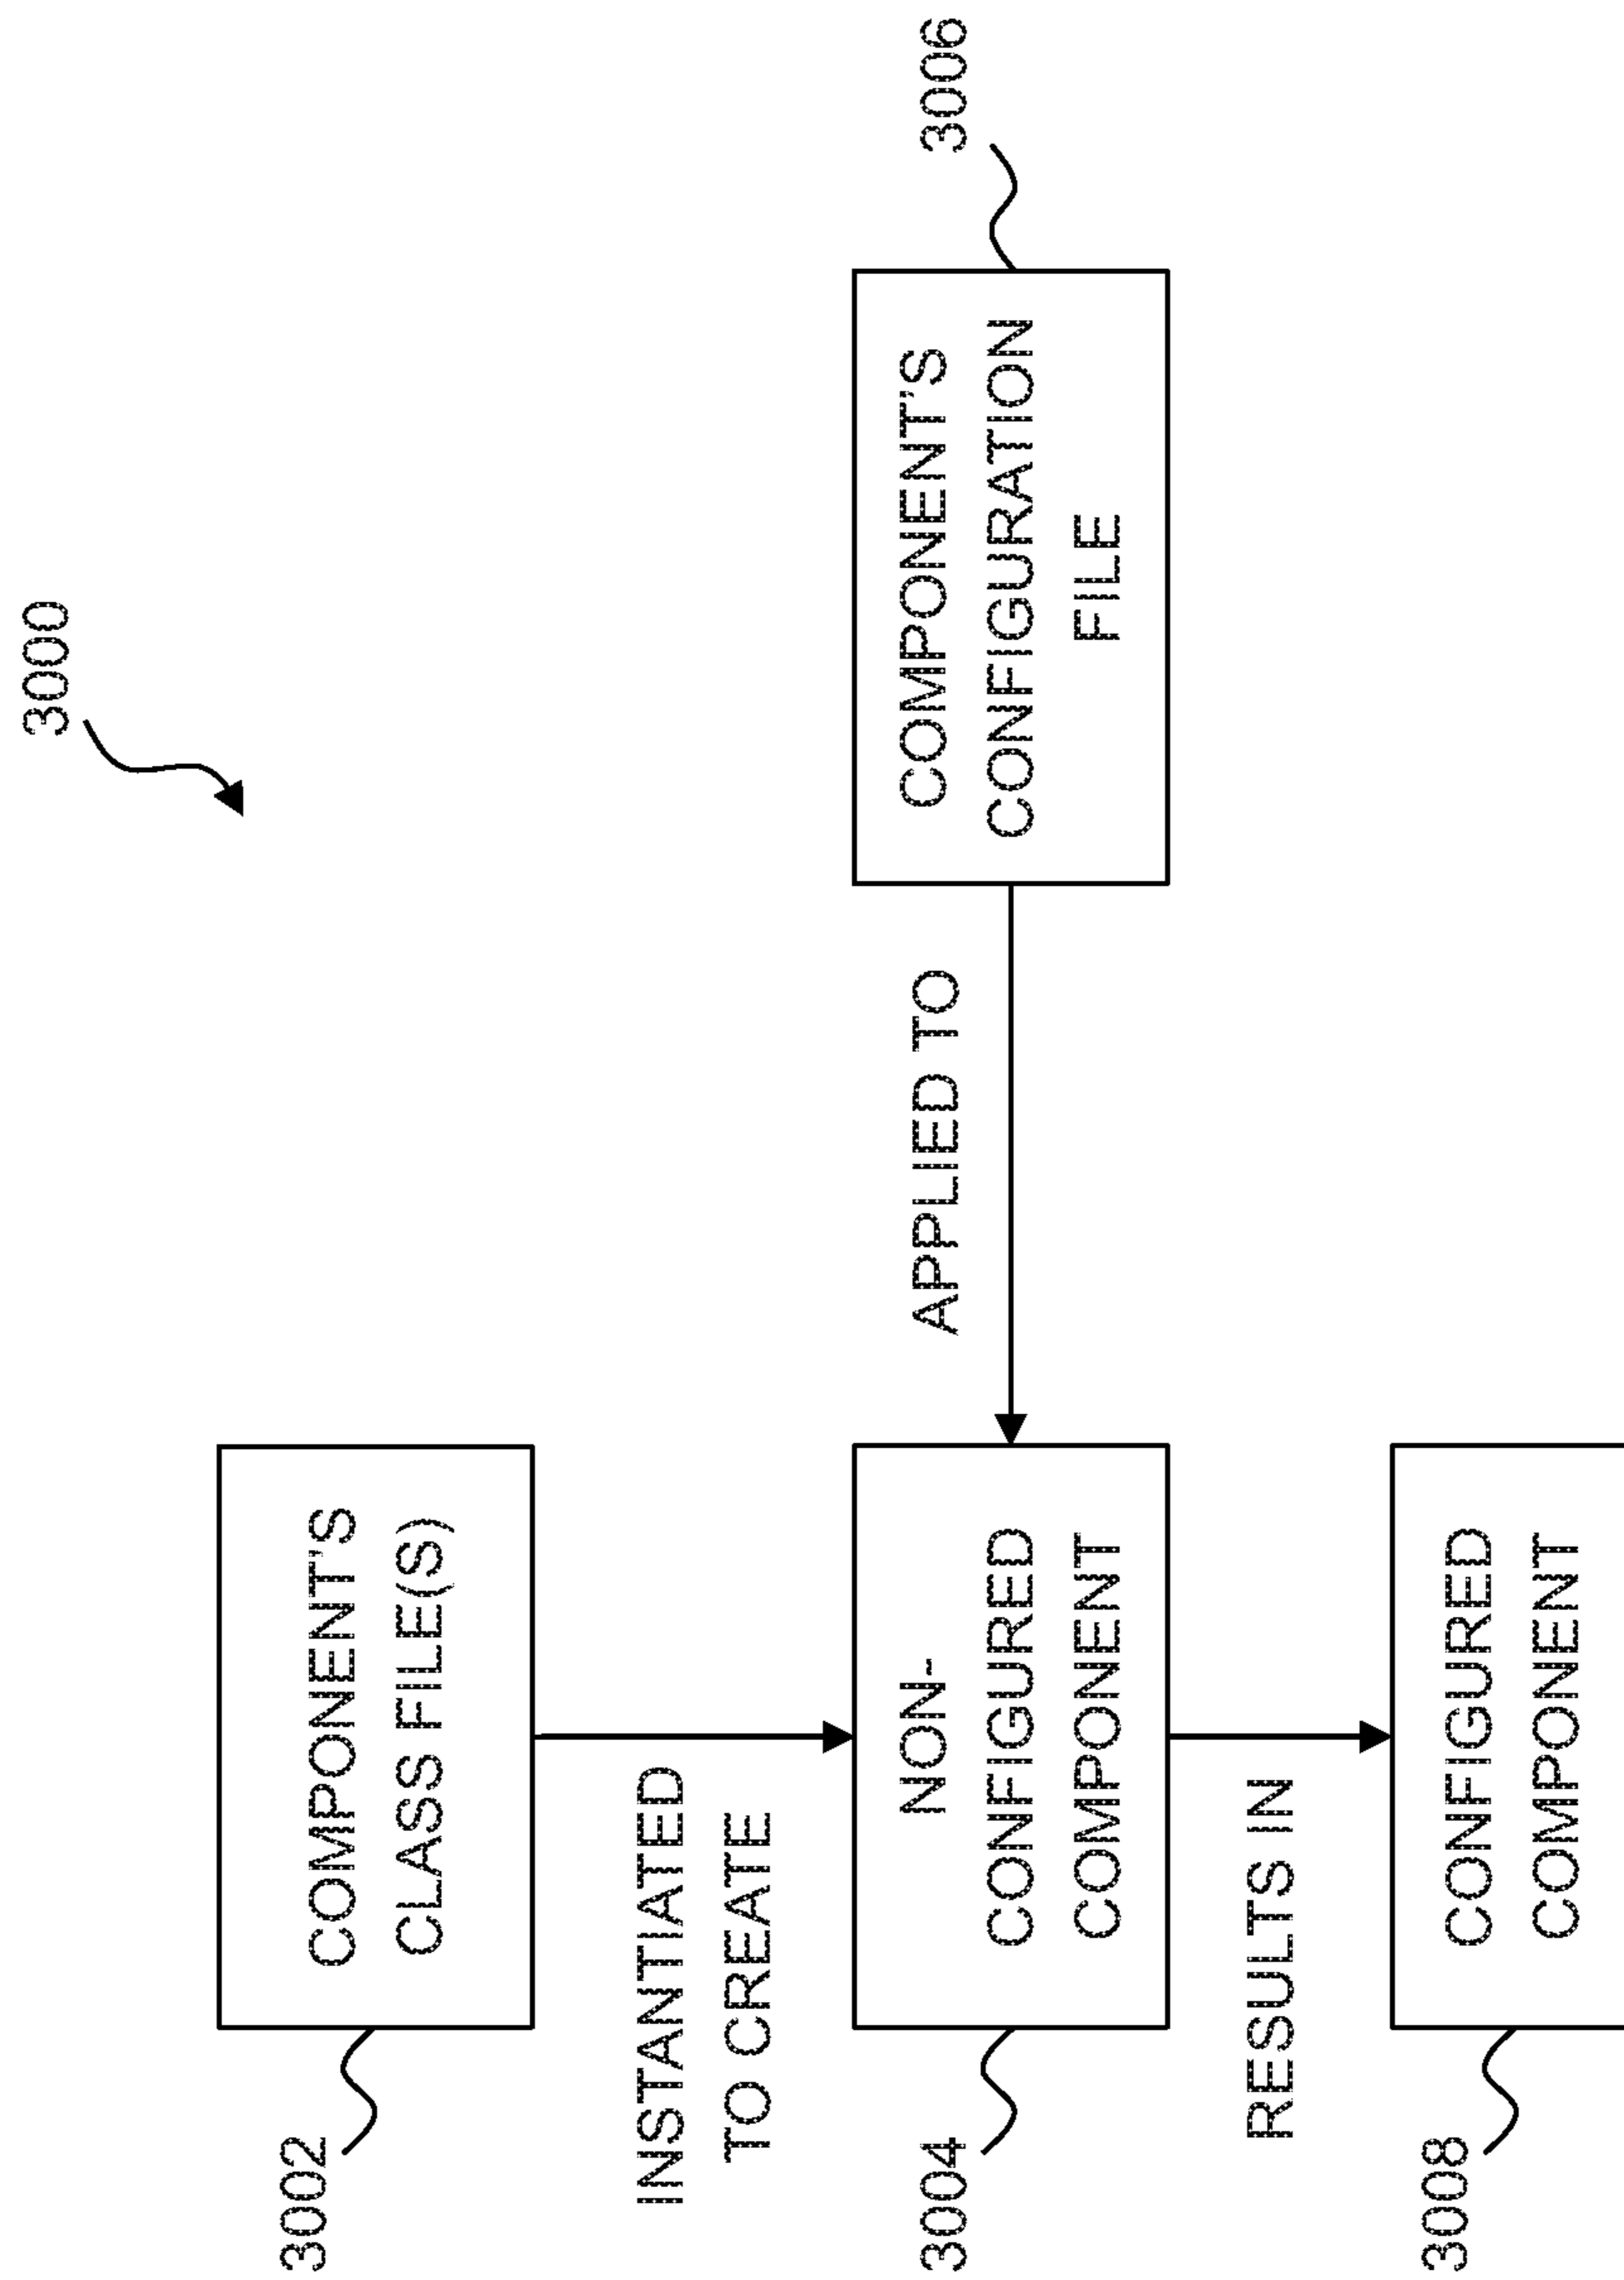 3000
3002
COMPONENT'S
CLASS FILE(S)
INSTANTIATED
TO CREATE
3004
NON-
CONFIGURED
COMPONENT
APPLIED TO
COMPONENT'S
CONFIGURATION
FILE
3006
RESULTS IN
3008
CONFIGURED
COMPONENT